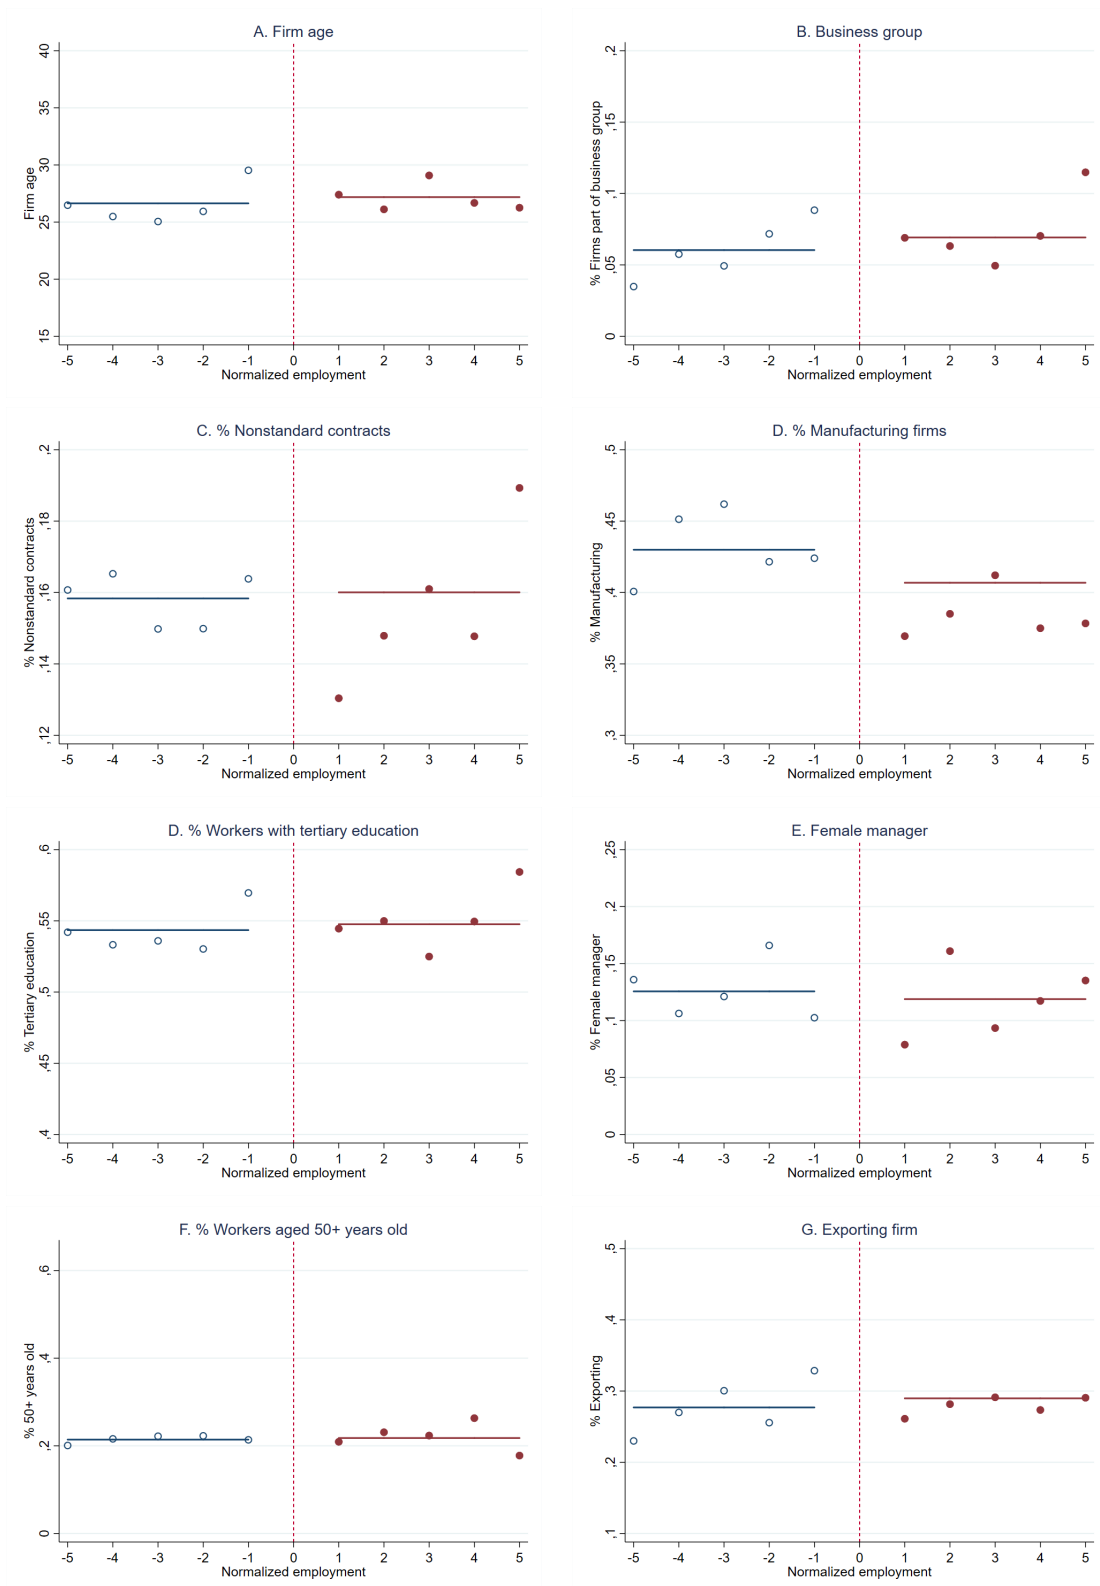 A. Firm age
Firm age
40
35
30
25
20
15
-5 -4 -3 -2 -1 0 1 2 3 4 5
Normalized employment
B. Business group
% Firms part of business group
,2
,15
,1
,05
0
-5 -4 -3 -2 -1 0 1 2 3 4 5
Normalized employment
C. % Nonstandard contracts
% Nonstandard contracts
,2
,18
,16
,14
,12
-5 -4 -3 -2 -1 0 1 2 3 4 5
Normalized employment
D. % Manufacturing firms
% Manufacturing
,5
,45
,4
,35
,3
-5 -4 -3 -2 -1 0 1 2 3 4 5
Normalized employment
D. % Workers with tertiary education
% Tertiary education
,6
,55
,5
,45
,4
-5 -4 -3 -2 -1 0 1 2 3 4 5
Normalized employment
E. Female manager
% Female manager
,25
,2
,15
,1
,05
0
-5 -4 -3 -2 -1 0 1 2 3 4 5
Normalized employment
F. % Workers aged 50+ years old
% 50+ years old
,6
,4
,2
0
-5 -4 -3 -2 -1 0 1 2 3 4 5
Normalized employment
G. Exporting firm
% Exporting
,5
,4
,3
,2
,1
-5 -4 -3 -2 -1 0 1 2 3 4 5
Normalized employment